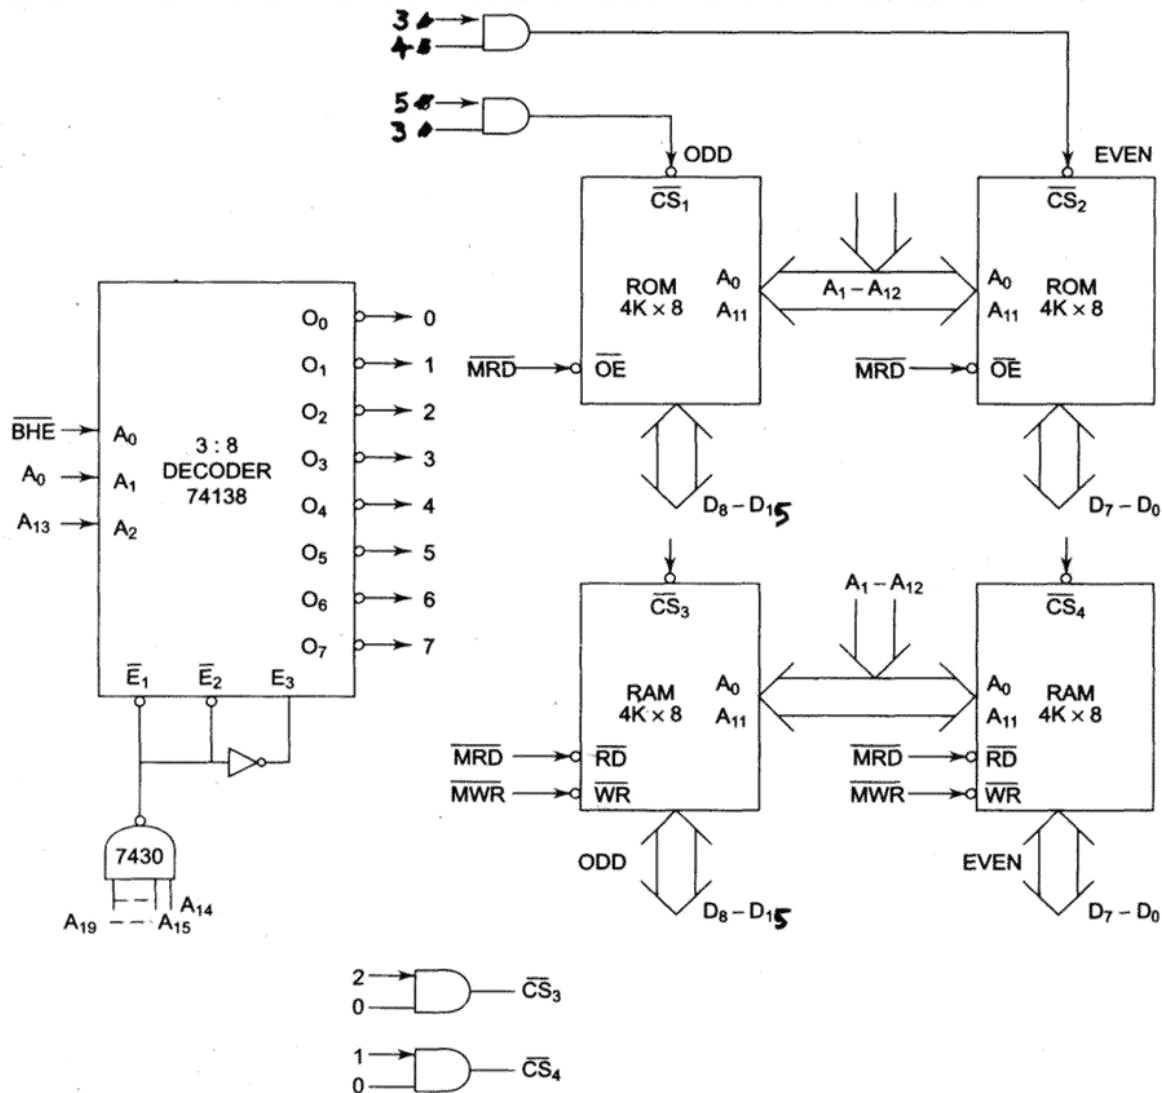 3
4
5
3
ODD
EVEN
CS₁
CS₂
ROM
4K × 8
A₀
A₁₁
A₁ – A₁₂
A₀
A₁₁
ROM
4K × 8
MRD
OE
MRD
OE
D₈ – D₁5
D₇ – D₀
O₀ 0
O₁ 1
O₂ 2
O₃ 3
O₄ 4
O₅ 5
O₆ 6
O₇ 7
BHE A₀
A₀ A₁
A₁₃ A₂
3 : 8
DECODER
74138
E₁ E₂ E₃
7430
A₁₄
A₁₉ A₁₅
CS₃
A₁ – A₁₂
CS₄
RAM
4K × 8
A₀
A₁₁
A₀
A₁₁
RAM
4K × 8
MRD RD
MWR WR
MRD RD
MWR WR
ODD
EVEN
D₈ – D₁5
D₇ – D₀
2
0
CS₃
1
0
CS₄